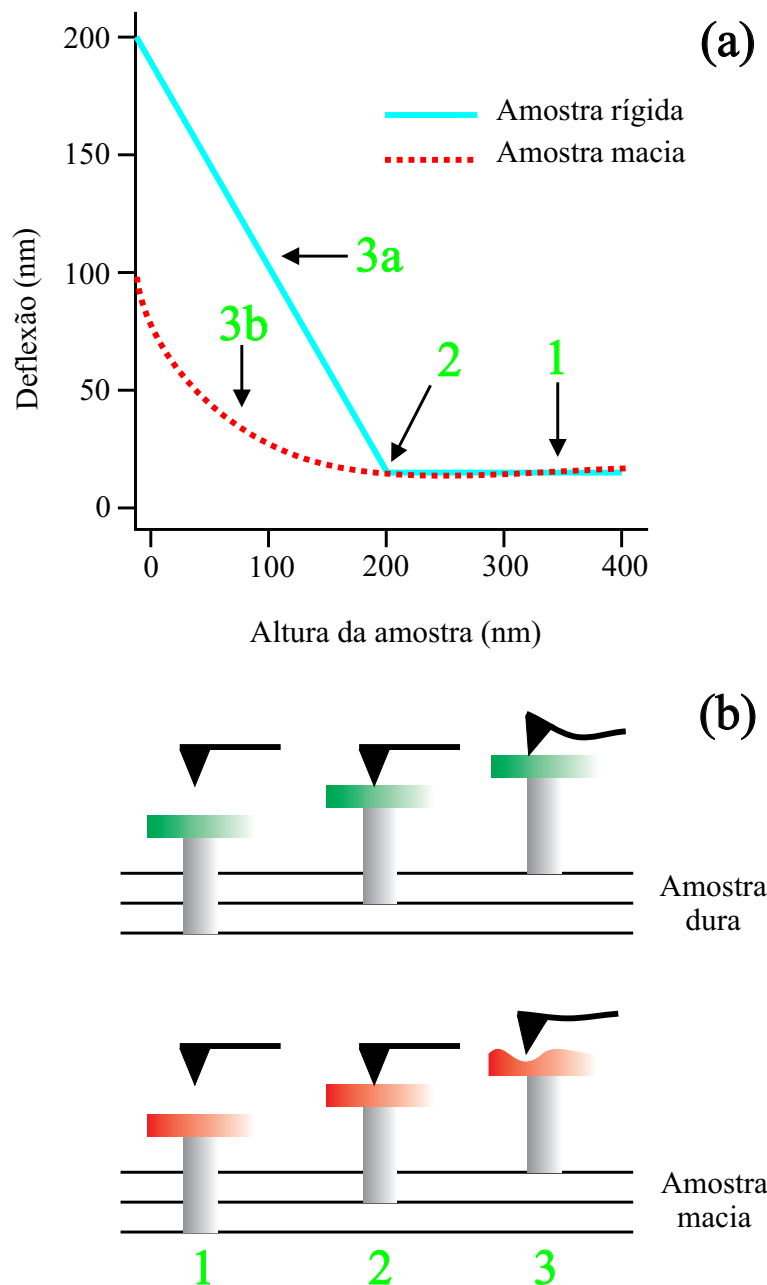 (a)
200
150
100
50
0
Deflexão (nm)
Amostra rígida
Amostra macia
3a
3b
2
1
0 100 200 300 400
Altura da amostra (nm)
(b)
Amostra
dura
Amostra
macia
1 2 3